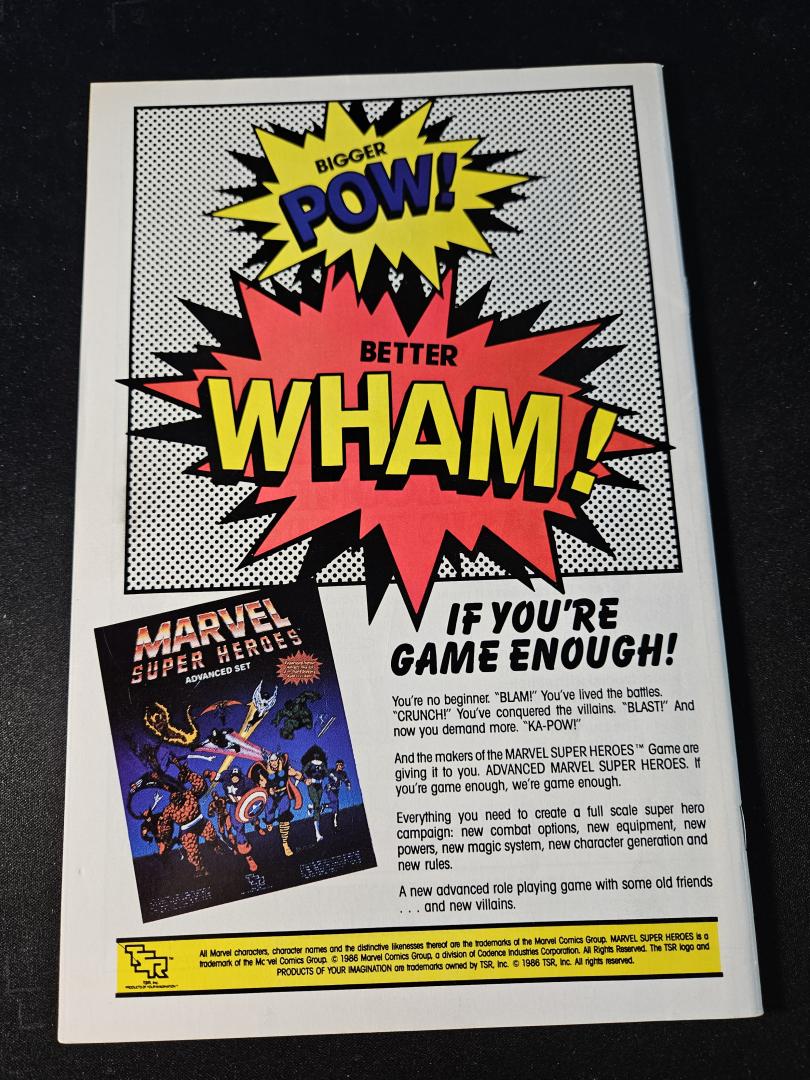 BIGGER
POW!
BETTER
WHAM!
MARVEL
SUPER HEROES
ADVANCED SET
IF YOU'RE
GAME ENOUGH!
You're no beginner. "BLAM!" You've lived the battles.
"CRUNCH!" You've conquered the villains. "BLAST!" And
now you demand more. "KA-POW!"
And the makers of the MARVEL SUPER HEROES™ Game are
giving it to you. ADVANCED MARVEL SUPER HEROES. If
you're game enough, we're game enough.
Everything you need to create a full scale super hero
campaign: new combat options, new equipment, new
powers, new magic system, new character generation and
new rules.
A new advanced role playing game with some old friends
. . . and new villains.
TSR™
TSR, Inc.
PRODUCTS OF YOUR IMAGINATION™
All Marvel characters, character names and the distinctive likenesses thereof are the trademarks of the Marvel Comics Group. MARVEL SUPER HEROES is a
trademark of the Marvel Comics Group. © 1986 Marvel Comics Group, a division of Cadence Industries Corporation. All Rights Reserved. The TSR logo and
PRODUCTS OF YOUR IMAGINATION are trademarks owned by TSR, Inc. © 1986 TSR, Inc. All rights reserved.